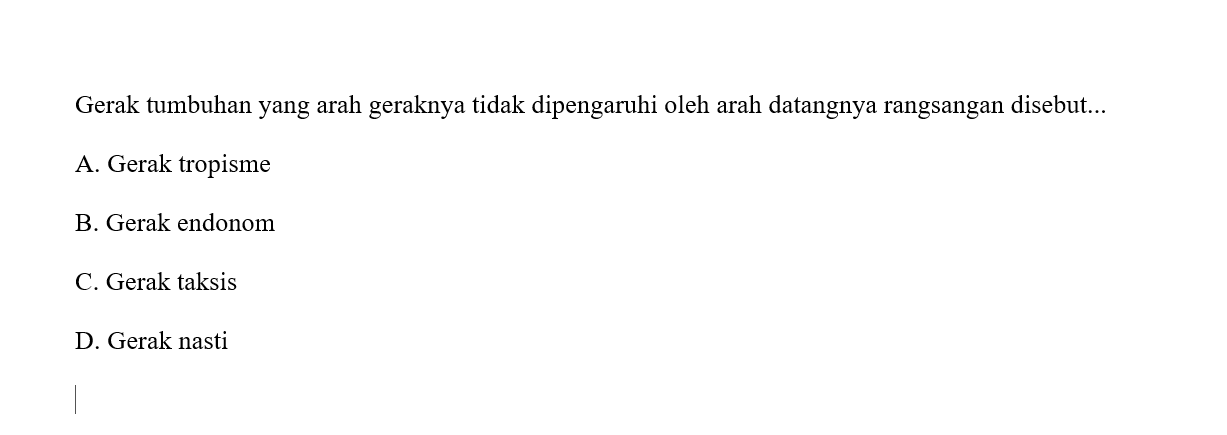 Gerak tumbuhan yang arah geraknya tidak dipengaruhi oleh arah datangnya rangsangan disebut...
A. Gerak tropisme
B. Gerak endonom
C. Gerak taksis
D. Gerak nasti